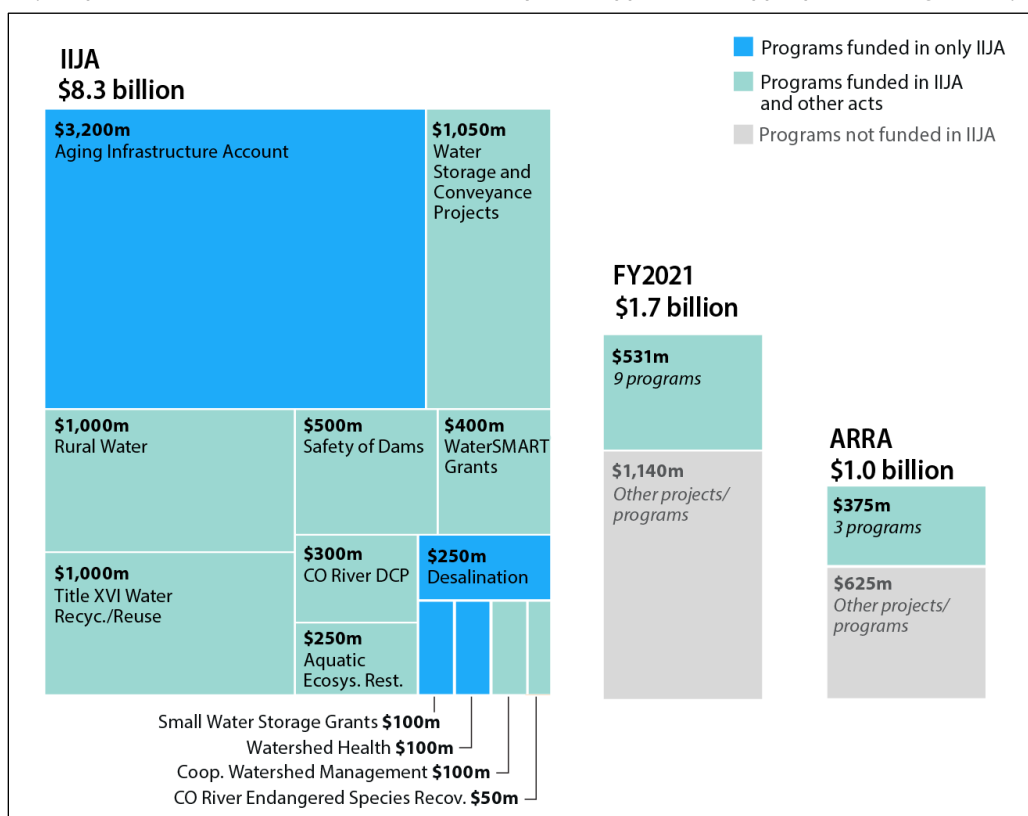 IIJA
$8.3 billion
Programs funded in only IIJA
Programs funded in IIJA
and other acts
Programs not funded in IIJA
$3,200m
Aging Infrastructure Account
$1,050m
Water
Storage and
Conveyance
Projects
FY2021
$1.7 billion
$531m
9 programs
$1,140m
Other projects/
programs
ARRA
$1.0 billion
$375m
3 programs
$625m
Other projects/
programs
$1,000m
Rural Water
$500m
Safety of Dams
$400m
WaterSMART
Grants
$1,000m
Title XVI Water
Recyc./Reuse
$300m
CO River DCP
$250m
Desalination
$250m
Aquatic
Ecosys. Rest.
Small Water Storage Grants $100m
Watershed Health $100m
Coop. Watershed Management $100m
CO River Endangered Species Recov. $50m